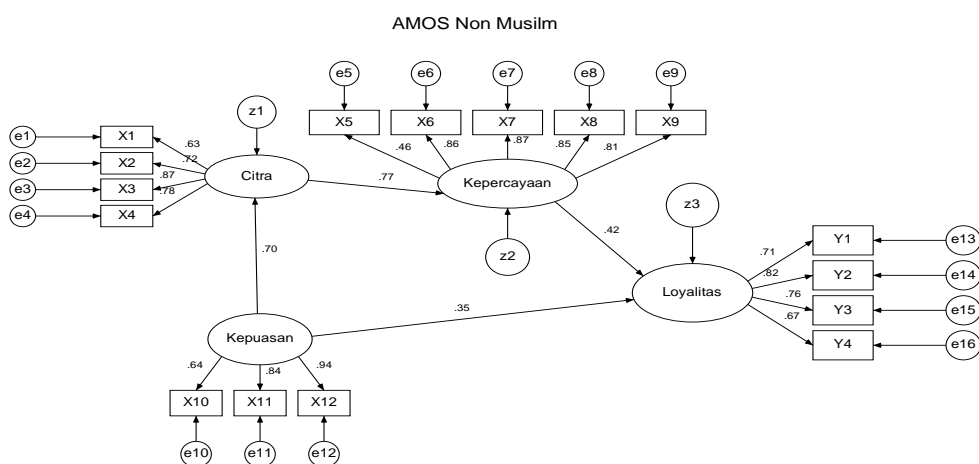 AMOS Non Musilm
e5 e6 e7 e8 e9
z1
X5 X6 X7 X8 X9
e1 X1
e2 X2
e3 X3
e4 X4
.63
.72
.87
.78
Citra
.46 .86 .87 .85 .81
.77
Kepercayaan
z2
z3
.42
.70
.35
Kepuasan
Loyalitas
.71
.82
.76
.67
Y1 e13
Y2 e14
Y3 e15
Y4 e16
.64 .84 .94
X10 X11 X12
e10 e11 e12